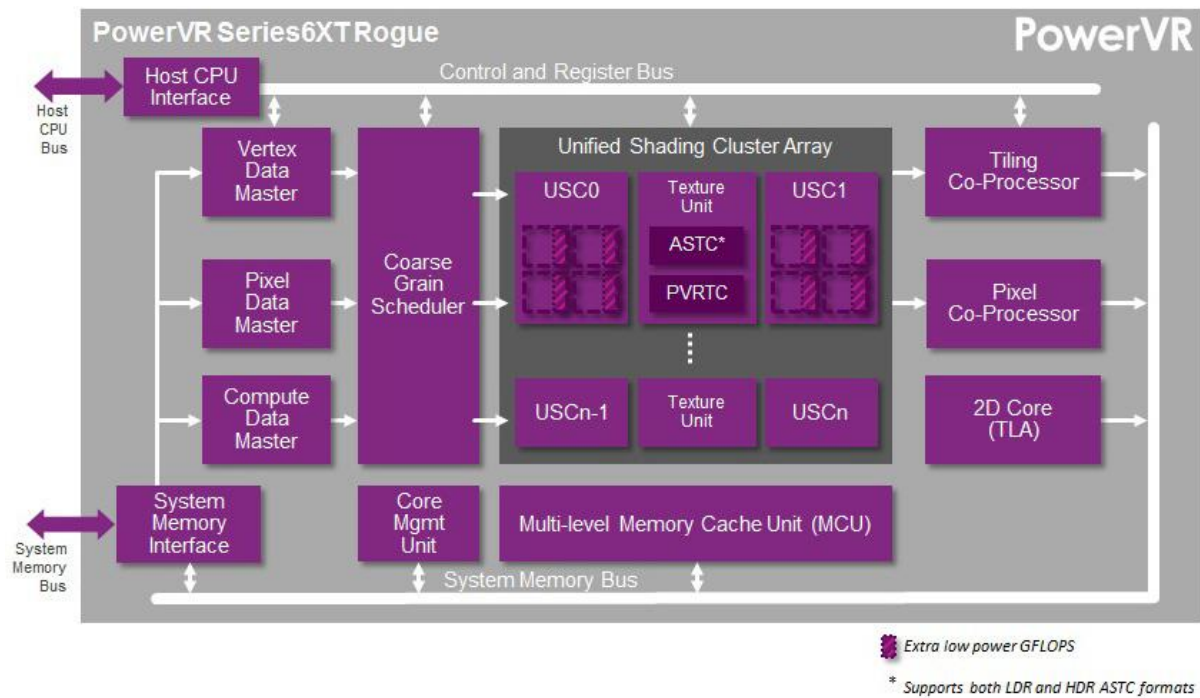 PowerVR Series6XT Rogue
PowerVR
Host CPU
Interface
Control and Register Bus
Host
CPU
Bus
Vertex
Data
Master
Pixel
Data
Master
Compute
Data
Master
Coarse
Grain
Scheduler
Unified Shading Cluster Array
USC0
Texture
Unit
ASTC*
PVRTC
USC1
USCn-1
Texture
Unit
USCn
Tiling
Co-Processor
Pixel
Co-Processor
2D Core
(TLA)
System
Memory
Interface
System
Memory
Bus
Core
Mgmt
Unit
Multi-level Memory Cache Unit (MCU)
System Memory Bus
Extra low power GFLOPS
* Supports both LDR and HDR ASTC formats